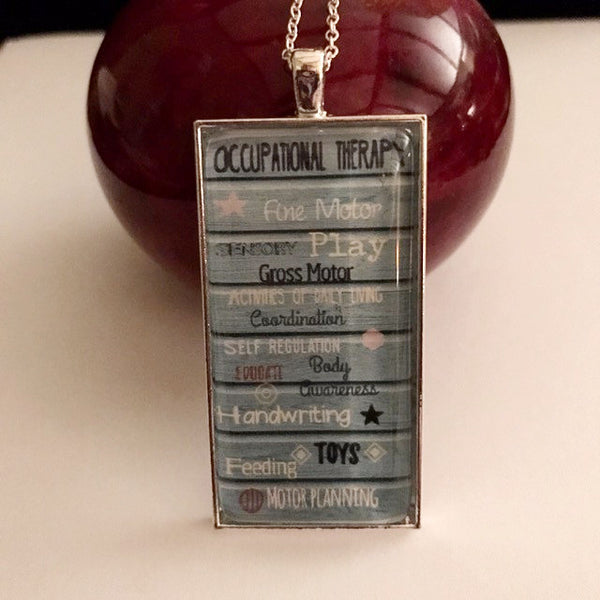 OCCUPATIONAL THERAPY
Fine Motor
SENSORY Play
Gross Motor
ACTIVITIES OF DAILY LIVING
Coordination
SELF REGULATION
EDUCATE Body
Awareness
Handwriting
Feeding TOYS
MOTOR PLANNING